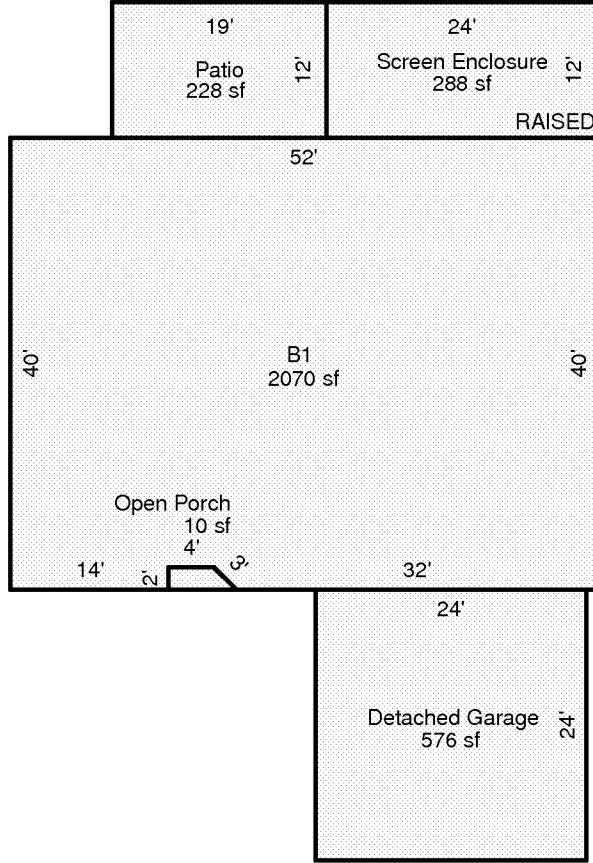 19'
24'
Patio
228 sf
12'
Screen Enclosure
288 sf
12'
RAISED
52'
40'
B1
2070 sf
40'
Open Porch
10 sf
4'
14'
2'
3'
32'
24'
Detached Garage
576 sf
24'